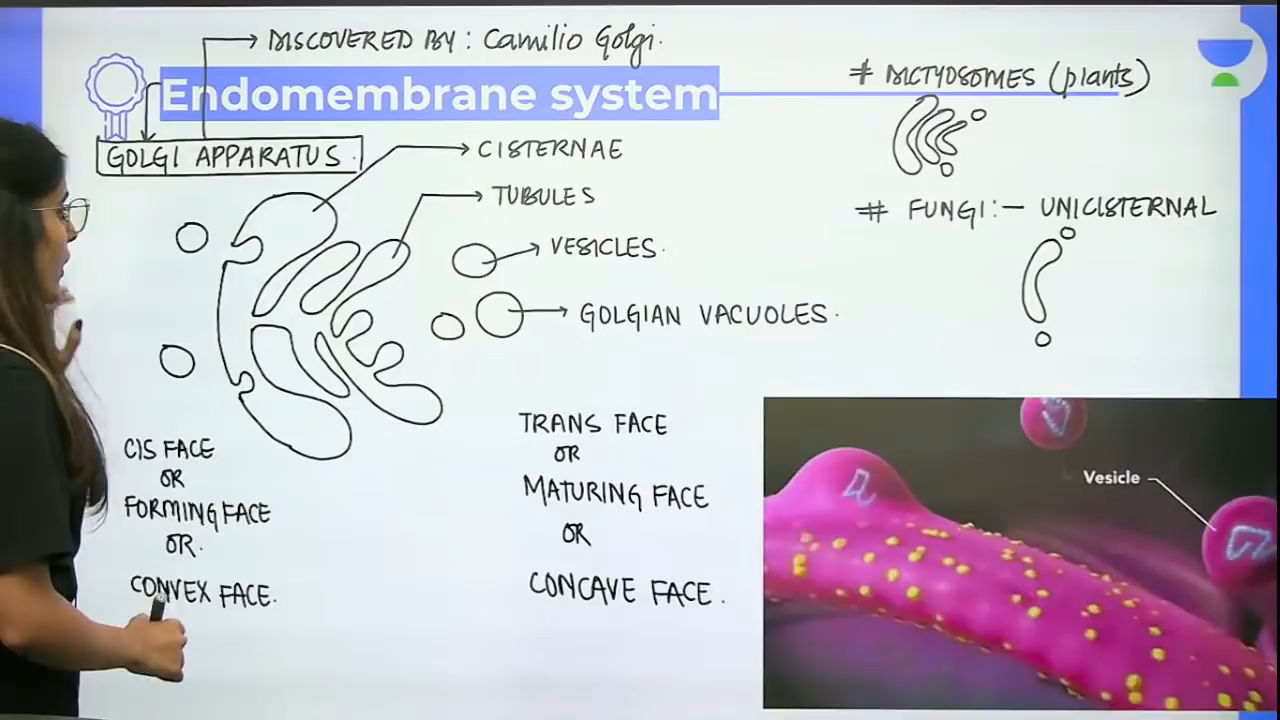 DISCOVERED BY: Camilio Golgi.
Endomembrane system
# DICTYOSOMES (plants)
GOLGI APPARATUS.
CISTERNAE
TUBULES
# FUNGI:- UNICISTERNAL
VESICLES.
GOLGIAN VACUOLES.
CIS FACE
OR
FORMING FACE
OR.
CONVEX FACE.
TRANS FACE
OR
MATURING FACE
OR
CONCAVE FACE.
Vesicle